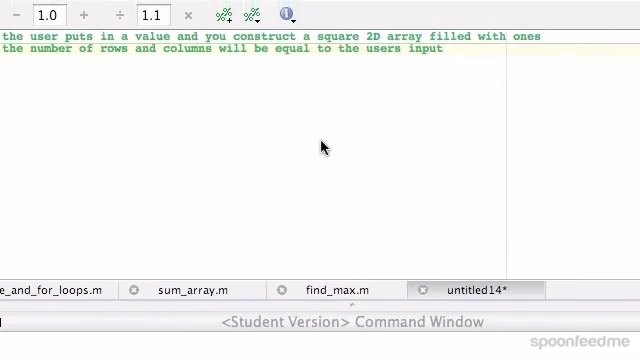 1.0 + ÷ 1.1 ×
the user puts in a value and you construct a square 2D array filled with ones
the number of rows and columns will be equal to the users input
e_and_for_loops.m sum_array.m find_max.m untitled14*
<Student Version> Command Window
spoonfeedme